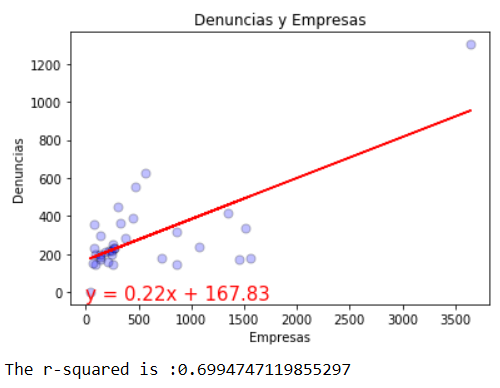 Denuncias y Empresas
1200
1000
800
600
400
200
0
Denuncias
y = 0.22x + 167.83
0 500 1000 1500 2000 2500 3000 3500
Empresas
The r-squared is :0.6994747119855297